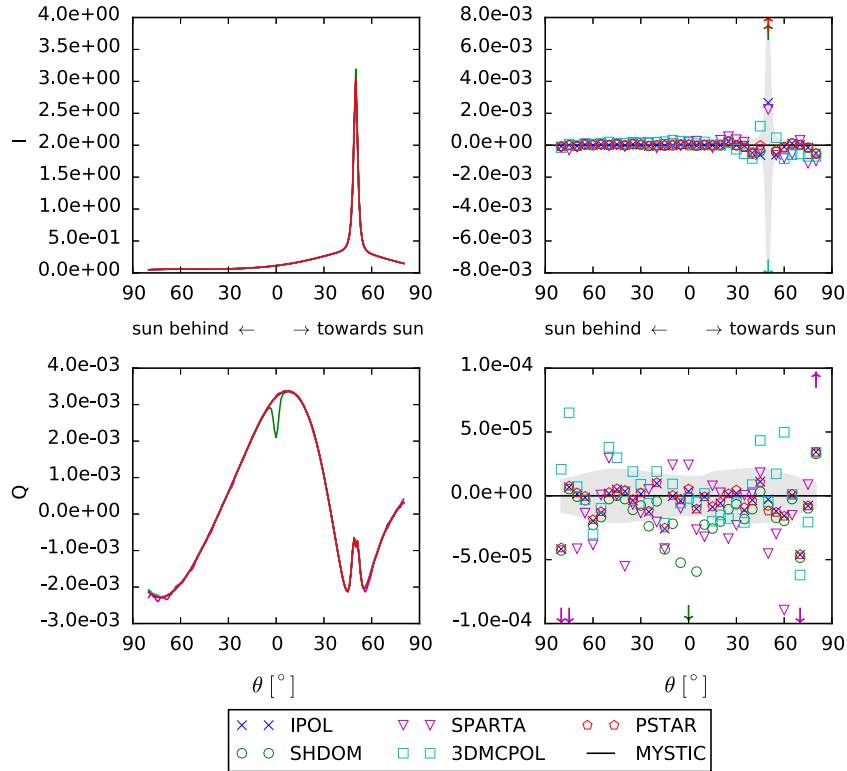 4.0e+00
3.5e+00
3.0e+00
2.5e+00
2.0e+00
1.5e+00
1.0e+00
5.0e-01
0.0e+00
I
90 60 30 0 30 60 90
8.0e-03
6.0e-03
4.0e-03
2.0e-03
0.0e+00
-2.0e-03
-4.0e-03
-6.0e-03
-8.0e-03
90 60 30 0 30 60 90
sun behind ← → towards sun
sun behind ← → towards sun
4.0e-03
3.0e-03
2.0e-03
1.0e-03
0.0e+00
-1.0e-03
-2.0e-03
-3.0e-03
Q
90 60 30 0 30 60 90
θ [°]
1.0e-04
5.0e-05
0.0e+00
-5.0e-05
-1.0e-04
90 60 30 0 30 60 90
θ [°]
IPOL SPARTA PSTAR
SHDOM 3DMCPOL MYSTIC